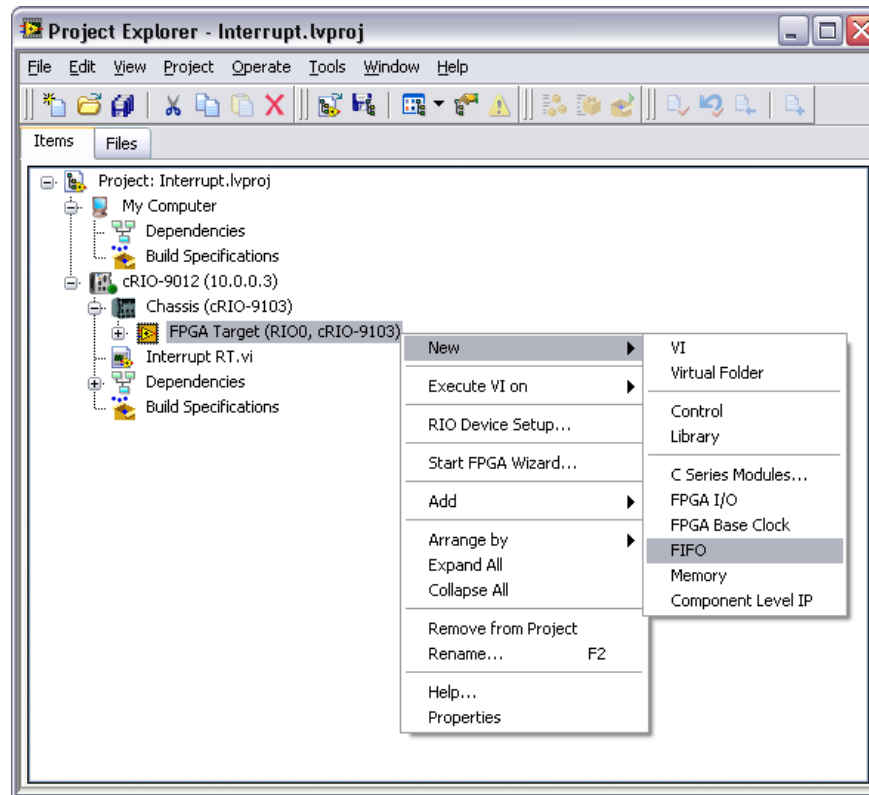 Project Explorer - Interrupt.lvproj
File Edit View Project Operate Tools Window Help
Items Files
Project: Interrupt.lvproj
My Computer
Dependencies
Build Specifications
cRIO-9012 (10.0.0.3)
Chassis (cRIO-9103)
FPGA Target (RIO0, cRIO-9103)
Interrupt RT.vi
Dependencies
Build Specifications
New
Execute VI on
RIO Device Setup...
Start FPGA Wizard...
Add
Arrange by
Expand All
Collapse All
Remove from Project
Rename... F2
Help...
Properties
VI
Virtual Folder
Control
Library
C Series Modules...
FPGA I/O
FPGA Base Clock
FIFO
Memory
Component Level IP